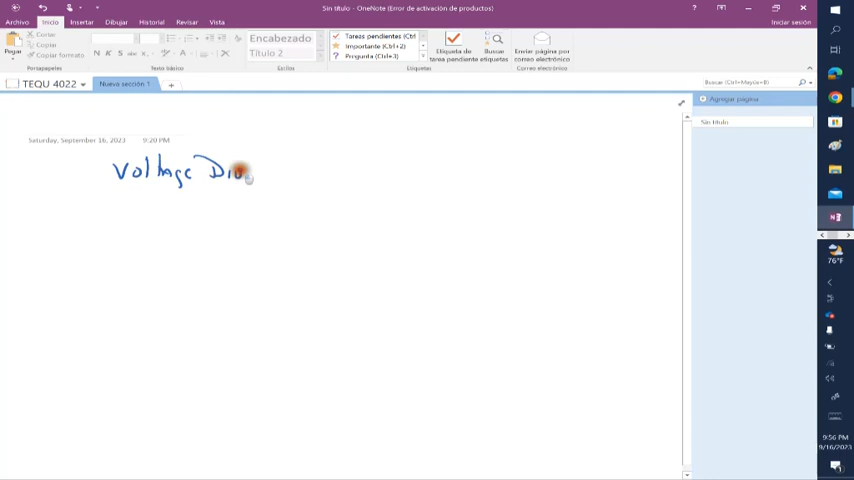 Sin título - OneNote (Error de activación de productos)
Archivo Inicio Insertar Dibujar Historial Revisar Vista Iniciar sesión
Pegar
Cortar
Copiar
Copiar formato
Portapapeles
N K S abc x,
A
Texto básico
Encabezado
Título 2
Estilos
Tareas pendientes (Ctrl
Importante (Ctrl+2)
Pregunta (Ctrl+3)
Etiqueta de tarea pendiente
Buscar etiquetas
Etiquetas
Enviar página por correo electrónico
Correo electrónico
TEQU 4022 Nueva sección 1
Buscar (Ctrl+Mayús+B)
Agregar página
Sin título
Saturday, September 16, 2023 9:20 PM
Voltage Div
76°F
9:56 PM
9/16/2023